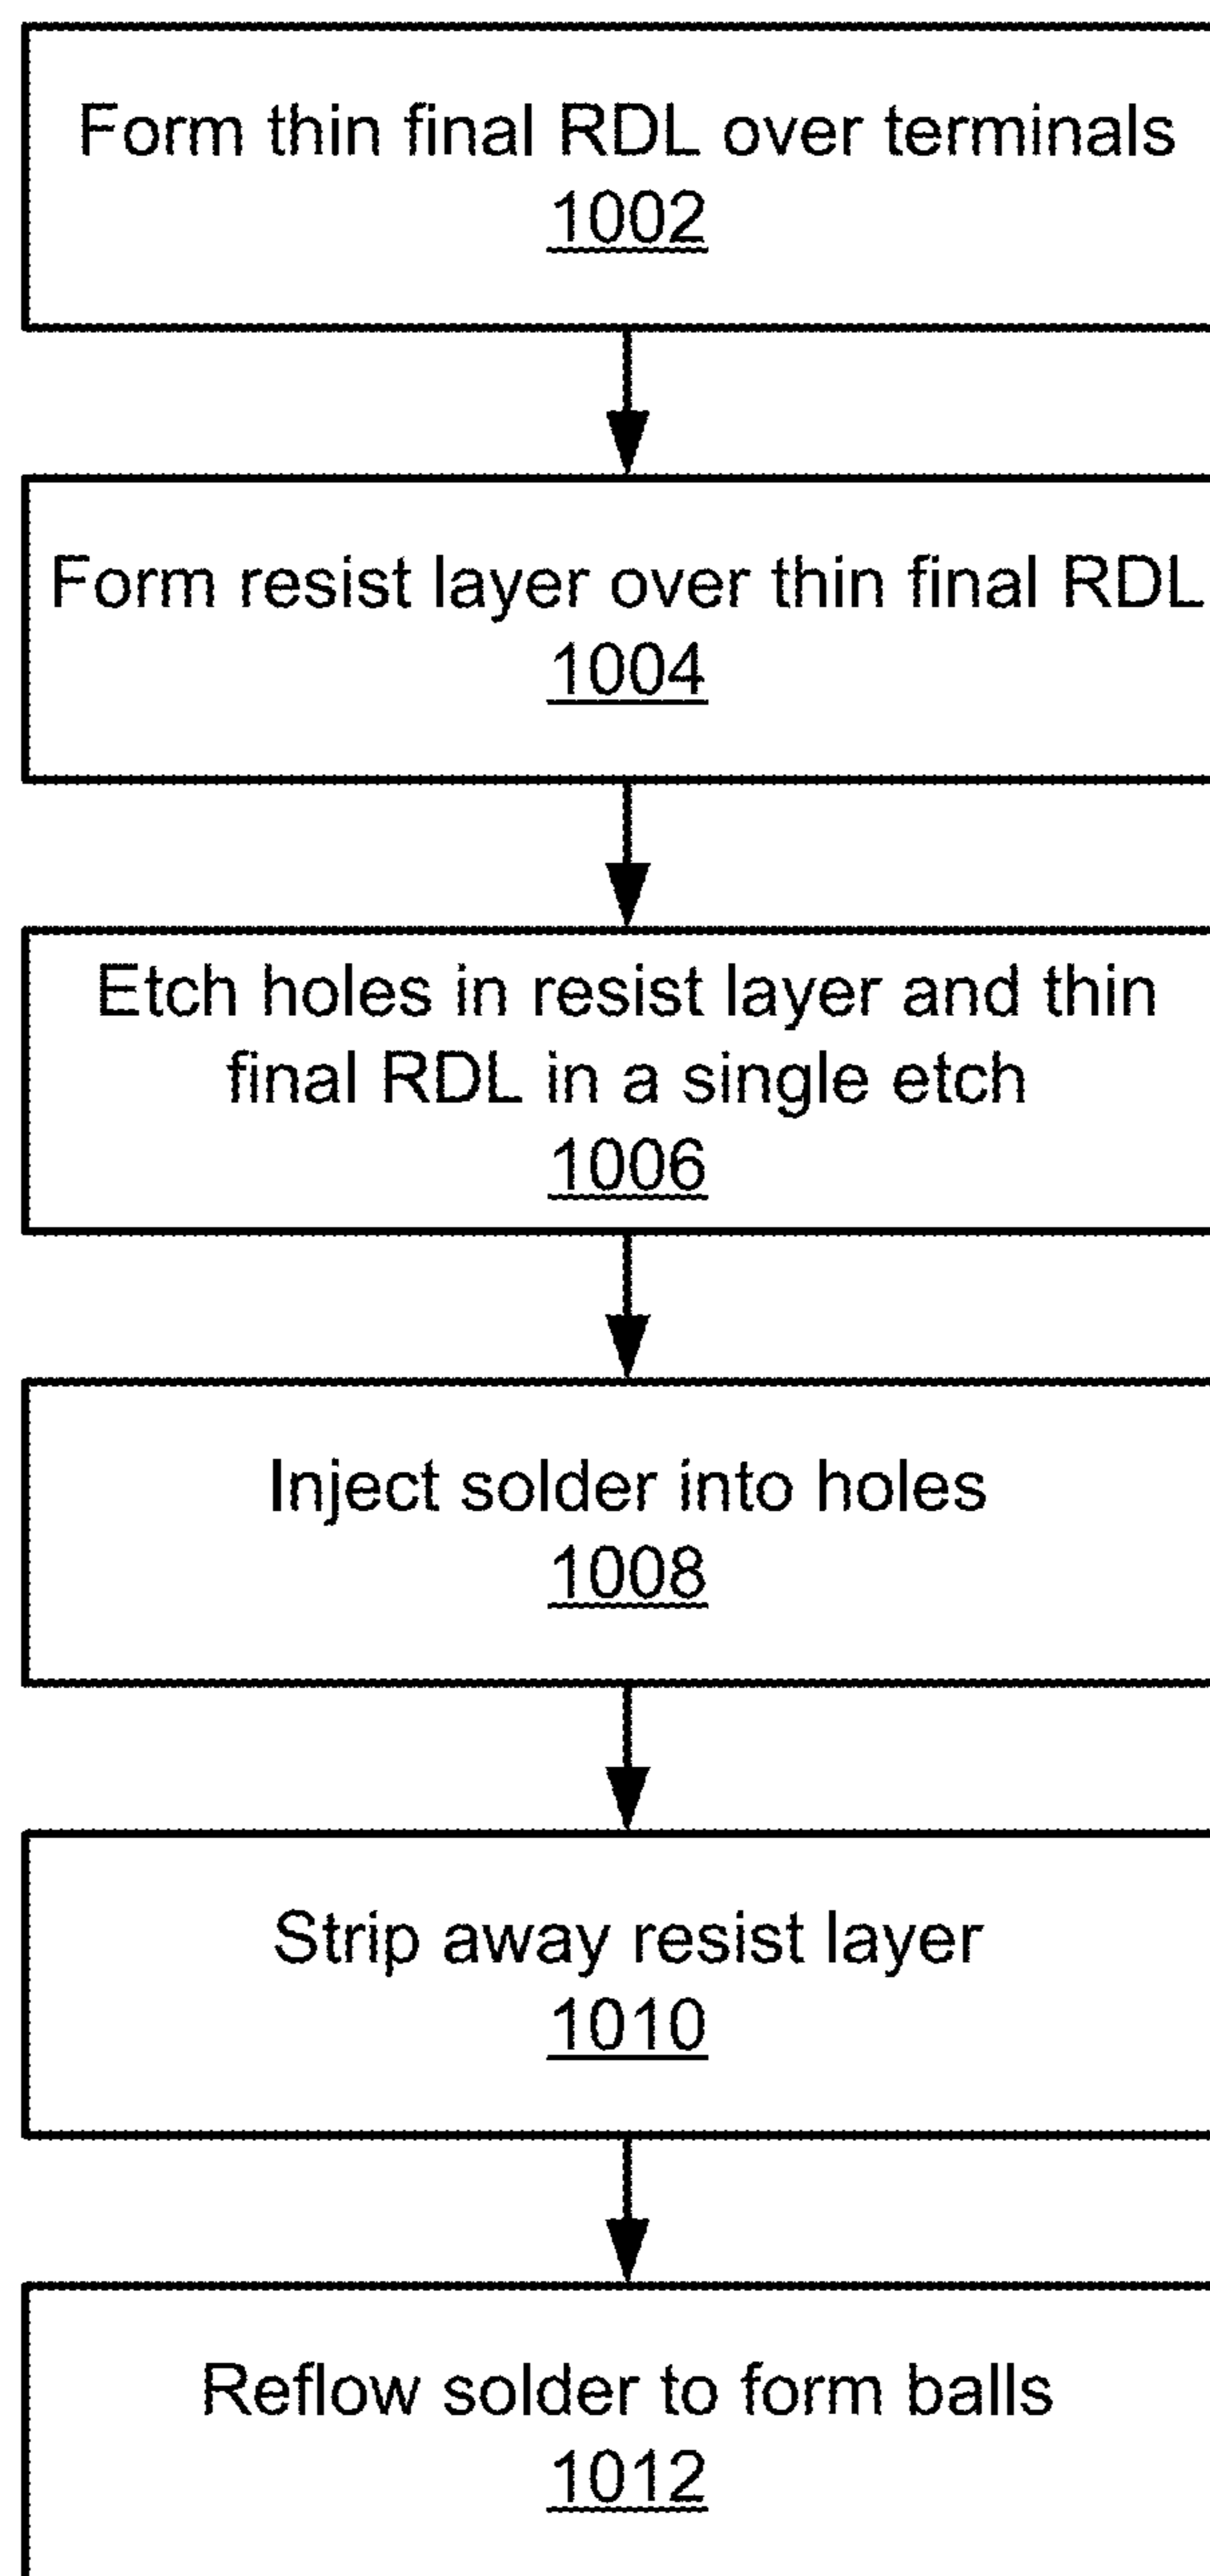 Form thin final RDL over terminals
1002
Form resist layer over thin final RDL
1004
Etch holes in resist layer and thin
final RDL in a single etch
1006
Inject solder into holes
1008
Strip away resist layer
1010
Reflow solder to form balls
1012